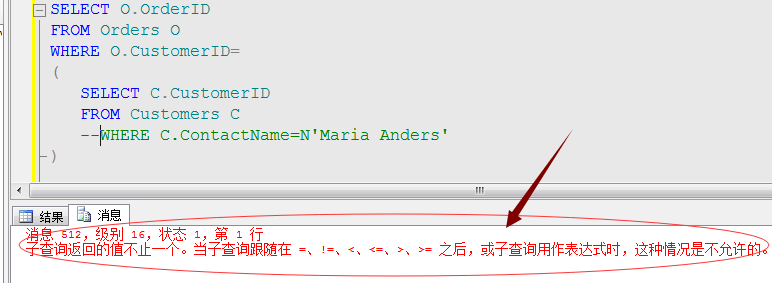 SELECT O.OrderID
FROM Orders O
WHERE O.CustomerID=
(
SELECT C.CustomerID
FROM Customers C
--WHERE C.ContactName=N'Maria Anders'
)
结果 消息
消息 512，级别 16，状态 1，第 1 行
子查询返回的值不止一个。当子查询跟随在 =、!=、<、<=、>、>= 之后，或子查询用作表达式时，这种情况是不允许的。